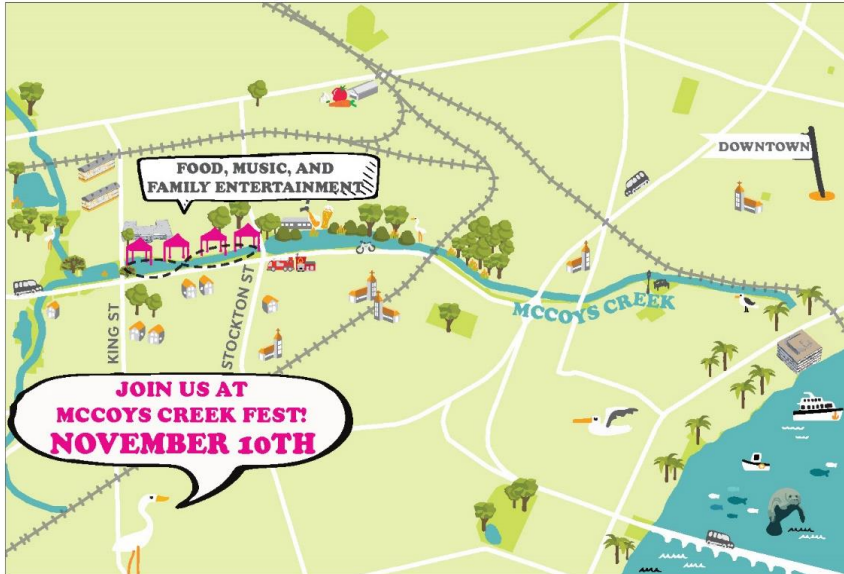 FOOD, MUSIC, AND
FAMILY ENTERTAINMENT
DOWNTOWN
KING ST
STOCKTON ST
MCCOYS CREEK
JOIN US AT
MCCOYS CREEK FEST!
NOVEMBER 10TH